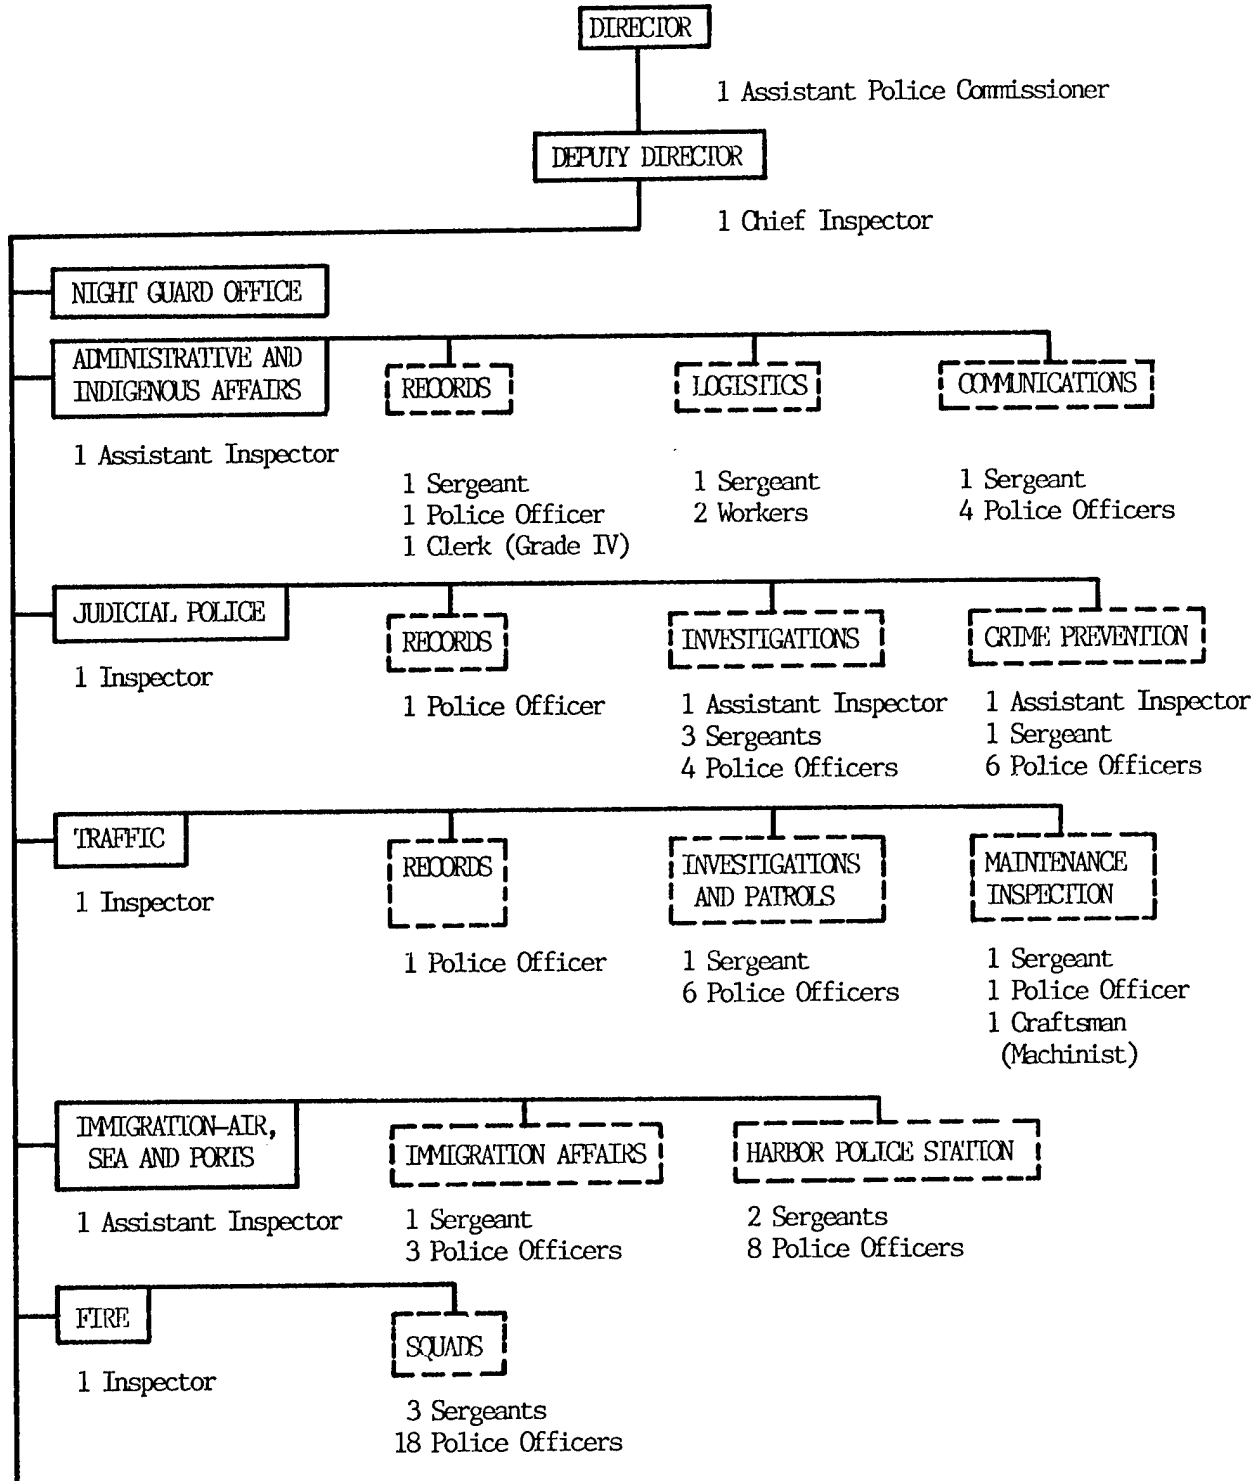 DIRECTOR
1 Assistant Police Commissioner
DEPUTY DIRECTOR
1 Chief Inspector
NIGHT GUARD OFFICE
ADMINISTRATIVE AND
INDIGENOUS AFFAIRS
1 Assistant Inspector
RECORDS
1 Sergeant
1 Police Officer
1 Clerk (Grade IV)
LOGISTICS
1 Sergeant
2 Workers
COMMUNICATIONS
1 Sergeant
4 Police Officers
JUDICIAL POLICE
1 Inspector
RECORDS
1 Police Officer
INVESTIGATIONS
1 Assistant Inspector
3 Sergeants
4 Police Officers
CRIME PREVENTION
1 Assistant Inspector
1 Sergeant
6 Police Officers
TRAFFIC
1 Inspector
RECORDS
1 Police Officer
INVESTIGATIONS
AND PATROLS
1 Sergeant
6 Police Officers
MAINTENANCE
INSPECTION
1 Sergeant
1 Police Officer
1 Craftsman
(Machinist)
IMMIGRATION-AIR,
SEA AND PORTS
1 Assistant Inspector
IMMIGRATION AFFAIRS
1 Sergeant
3 Police Officers
HARBOR POLICE STATION
2 Sergeants
8 Police Officers
FIRE
1 Inspector
SQUADS
3 Sergeants
18 Police Officers